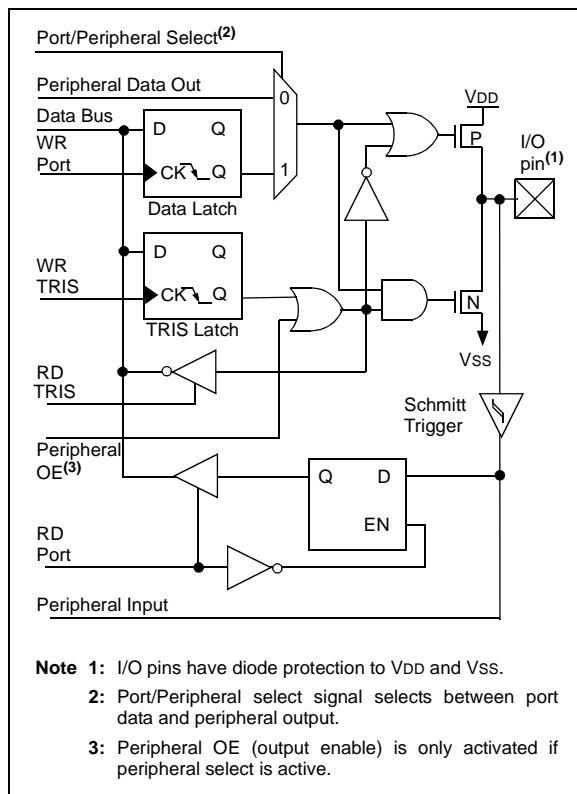 Port/Peripheral Select(2)
Peripheral Data Out
0
VDD
Data Bus
WR
Port
D Q
P
I/O
pin(1)
CK Q
1
Data Latch
D Q
WR
TRIS
CK Q
N
TRIS Latch
VSS
RD
TRIS
Schmitt
Trigger
Peripheral
OE(3)
Q D
EN
RD
Port
Peripheral Input
Note 1: I/O pins have diode protection to VDD and VSS.
2: Port/Peripheral select signal selects between port
data and peripheral output.
3: Peripheral OE (output enable) is only activated if
peripheral select is active.